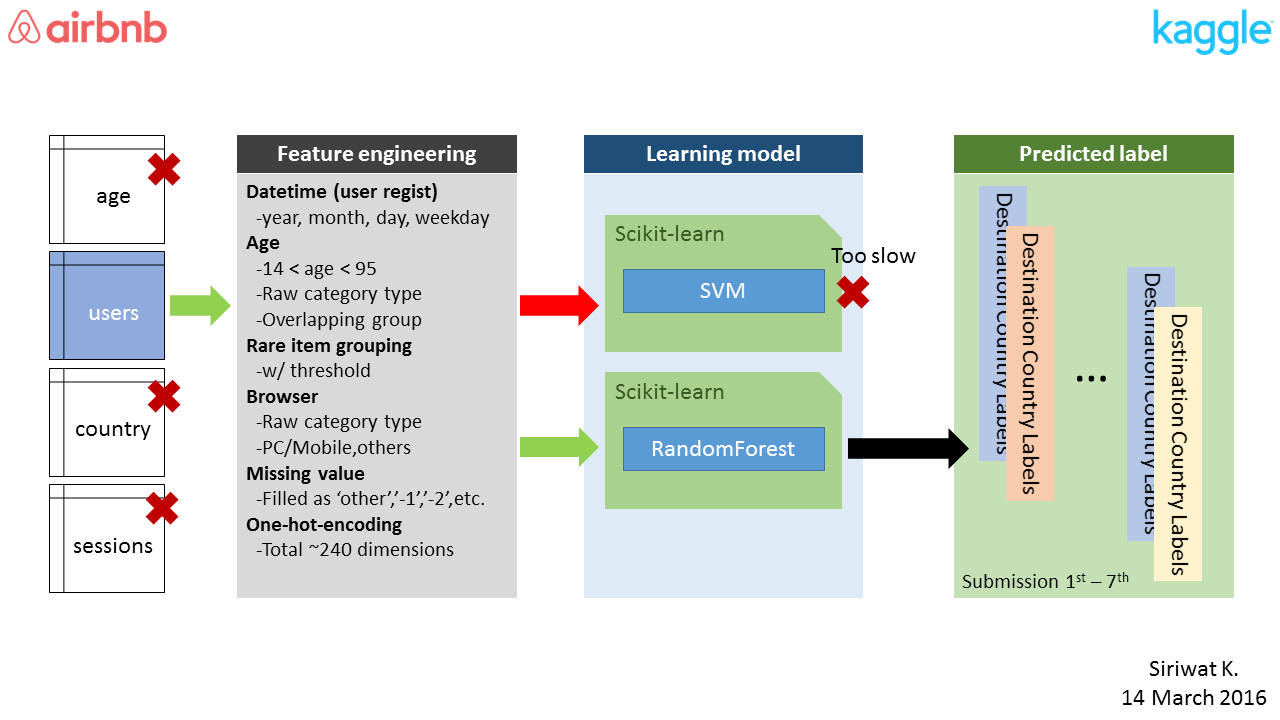 airbnb
kaggle
age
users
country
sessions
Feature engineering
Datetime (user regist)
-year, month, day, weekday
Age
-14 < age < 95
-Raw category type
-Overlapping group
Rare item grouping
-w/ threshold
Browser
-Raw category type
-PC/Mobile,others
Missing value
-Filled as ‘other’,’-1’,’-2’,etc.
One-hot-encoding
-Total ~240 dimensions
Learning model
Scikit-learn
SVM
Too slow
Scikit-learn
RandomForest
Predicted label
Destination Country Labels
Destination Country Labels
...
Destination Country Labels
Destination Country Labels
Submission 1st – 7th
Siriwat K.
14 March 2016